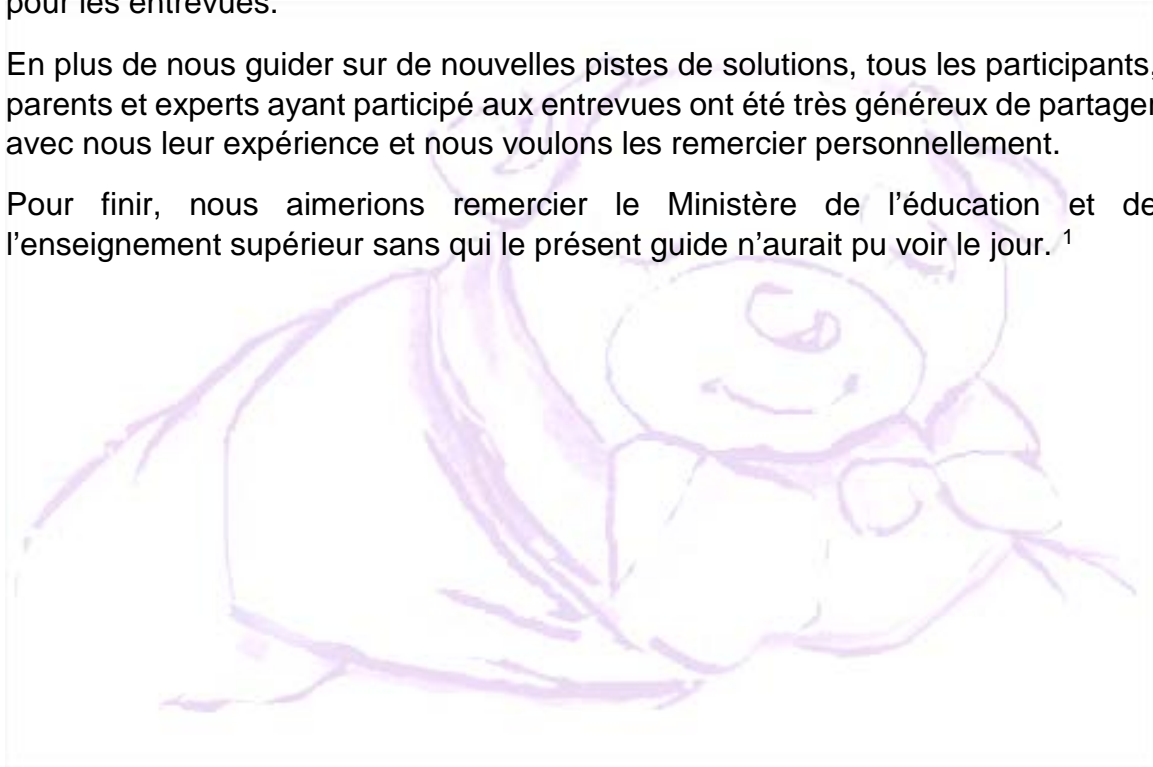 pour les entrevues.
En plus de nous guider sur de nouvelles pistes de solutions, tous les participants,
parents et experts ayant participé aux entrevues ont été très généreux de partager
avec nous leur expérience et nous voulons les remercier personnellement.
Pour finir, nous aimerions remercier le Ministère de l’éducation et de
l’enseignement supérieur sans qui le présent guide n’aurait pu voir le jour. ¹